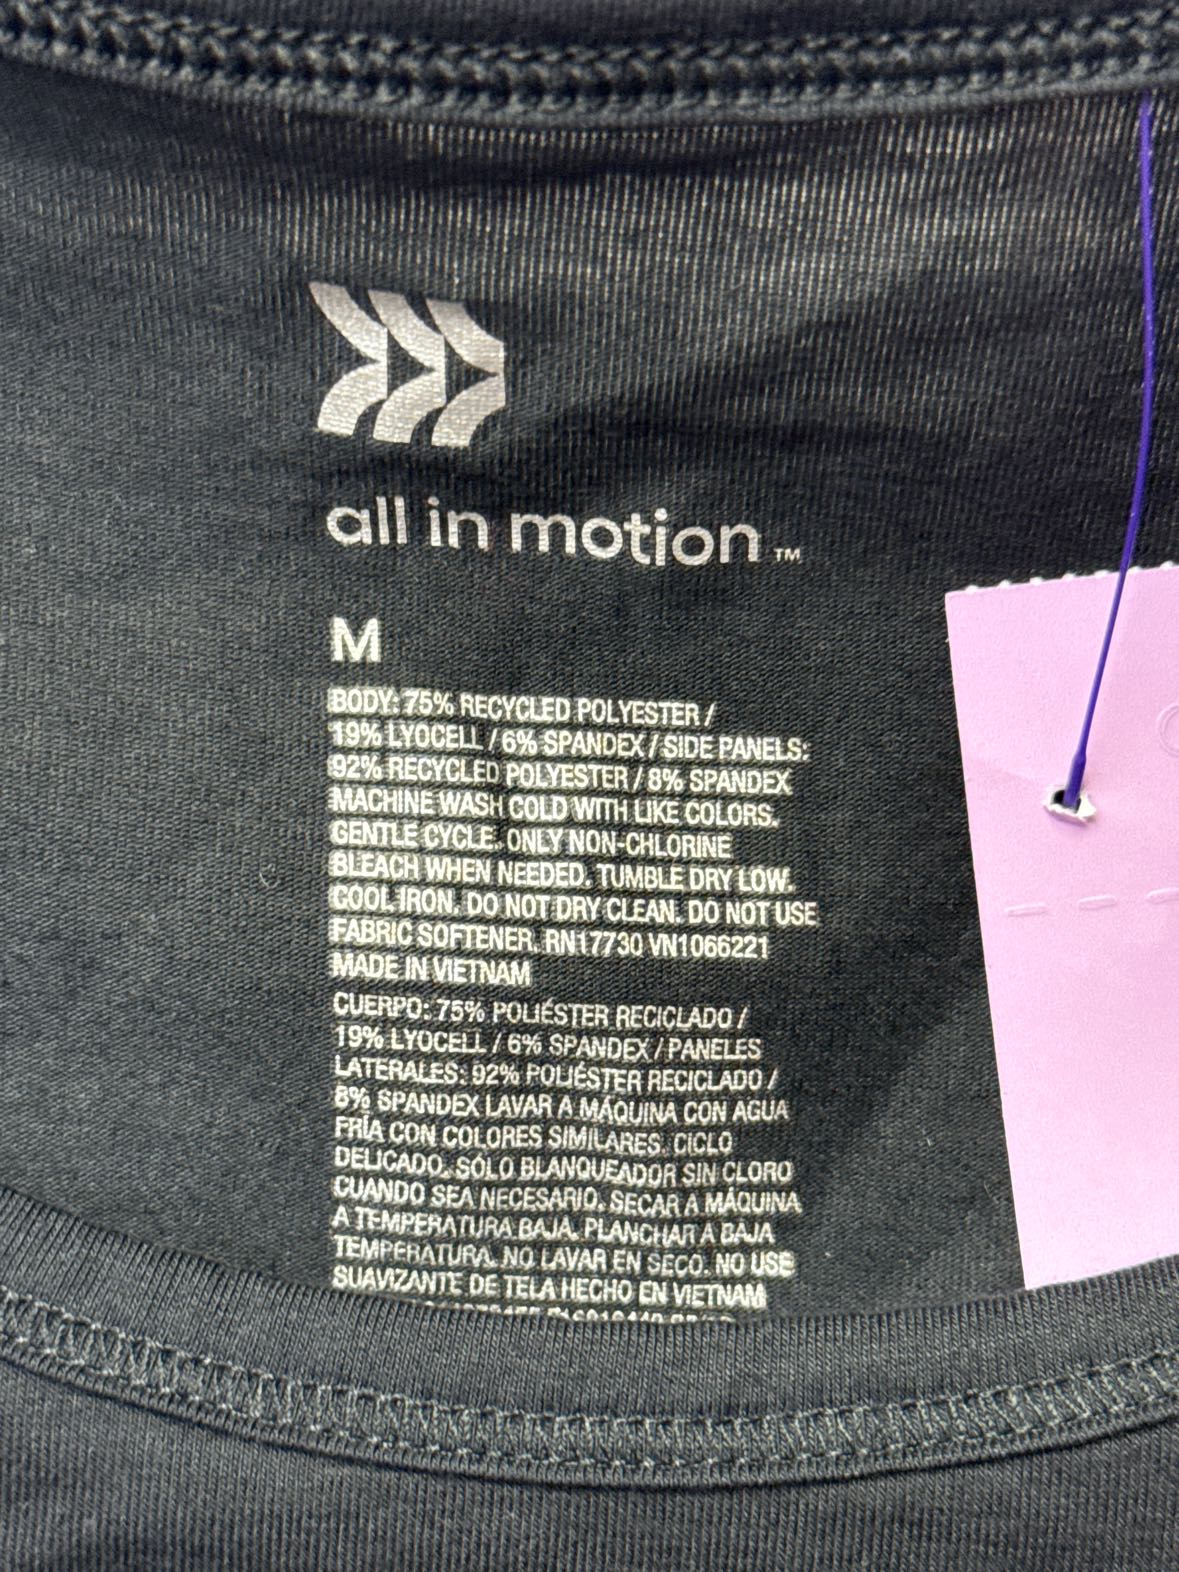 all in motion™
M
BODY: 75% RECYCLED POLYESTER /
19% LYOCELL / 6% SPANDEX / SIDE PANELS:
92% RECYCLED POLYESTER / 8% SPANDEX
MACHINE WASH COLD WITH LIKE COLORS.
GENTLE CYCLE. ONLY NON-CHLORINE
BLEACH WHEN NEEDED. TUMBLE DRY LOW.
COOL IRON. DO NOT DRY CLEAN. DO NOT USE
FABRIC SOFTENER. RN17730 VN1066221
MADE IN VIETNAM
CUERPO: 75% POLIÉSTER RECICLADO /
19% LYOCELL / 6% SPANDEX / PANELES
LATERALES: 92% POLIÉSTER RECICLADO /
8% SPANDEX LAVAR A MÁQUINA CON AGUA
FRÍA CON COLORES SIMILARES. CICLO
DELICADO. SÓLO BLANQUEADOR SIN CLORO
CUANDO SEA NECESARIO. SECAR A MÁQUINA
A TEMPERATURA BAJA. PLANCHAR A BAJA
TEMPERATURA. NO LAVAR EN SECO. NO USE
SUAVIZANTE DE TELA HECHO EN VIETNAM